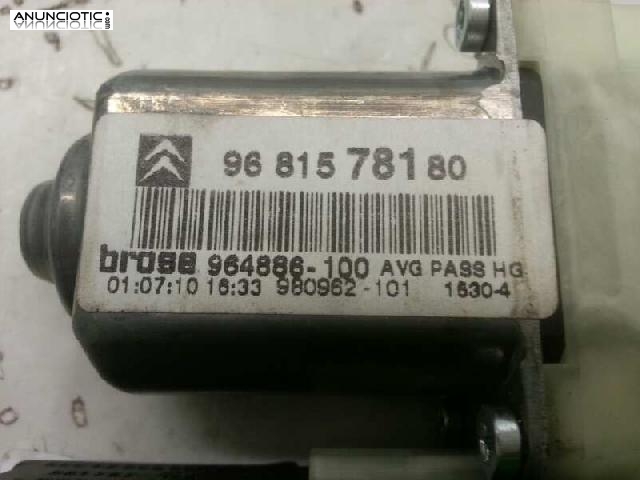 ANUNCIOTIC.com
96 815 781 80
brose 964886-100 AVG PASS HG
01:07:10 16:33 980962-101 1630-4